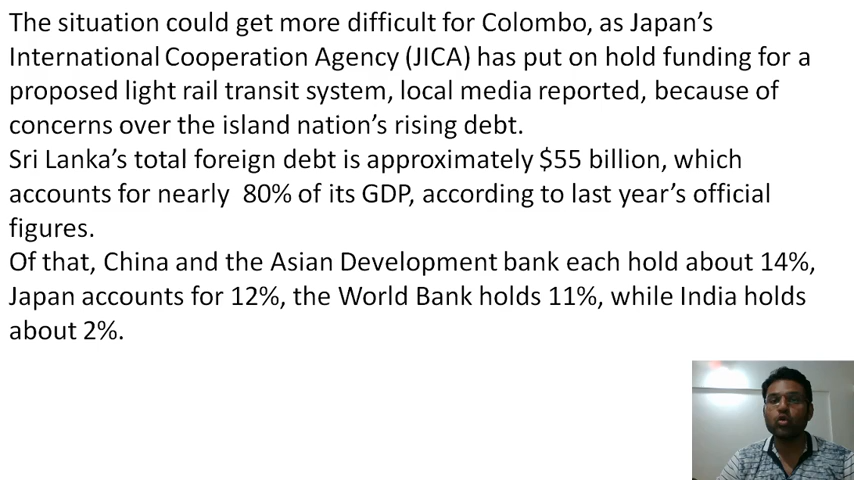 The situation could get more difficult for Colombo, as Japan’s
International Cooperation Agency (JICA) has put on hold funding for a
proposed light rail transit system, local media reported, because of
concerns over the island nation’s rising debt.
Sri Lanka’s total foreign debt is approximately $55 billion, which
accounts for nearly  80% of its GDP, according to last year’s official
figures.
Of that, China and the Asian Development bank each hold about 14%,
Japan accounts for 12%, the World Bank holds 11%, while India holds
about 2%.